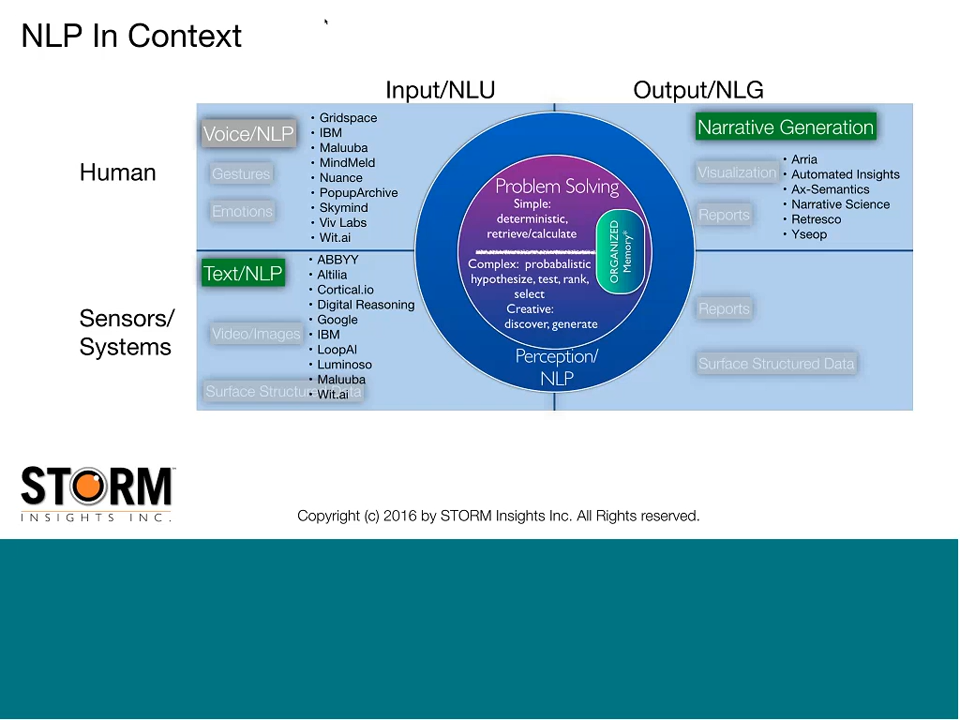 NLP In Context
Input/NLU
Output/NLG
Human
Voice/NLP
Gestures
Emotions
• Gridspace
• IBM
• Maluuba
• MindMeld
• Nuance
• PopupArchive
• Skymind
• Viv Labs
• Wit.ai
Narrative Generation
Visualization
Reports
• Arria
• Automated Insights
• Ax-Semantics
• Narrative Science
• Retresco
• Yseop
Problem Solving
Simple:
deterministic,
retrieve/calculate
Complex: probabalistic
hypothesize, test, rank,
select
Creative:
discover, generate
ORGANIZED
Memory*
Perception/
NLP
Sensors/
Systems
Text/NLP
Video/Images
Surface Structured Data
• ABBYY
• Altilia
• Cortical.io
• Digital Reasoning
• Google
• IBM
• LoopAI
• Luminoso
• Maluuba
• Wit.ai
Reports
Surface Structured Data
STORM
INSIGHTS INC.
Copyright (c) 2016 by STORM Insights Inc. All Rights reserved.